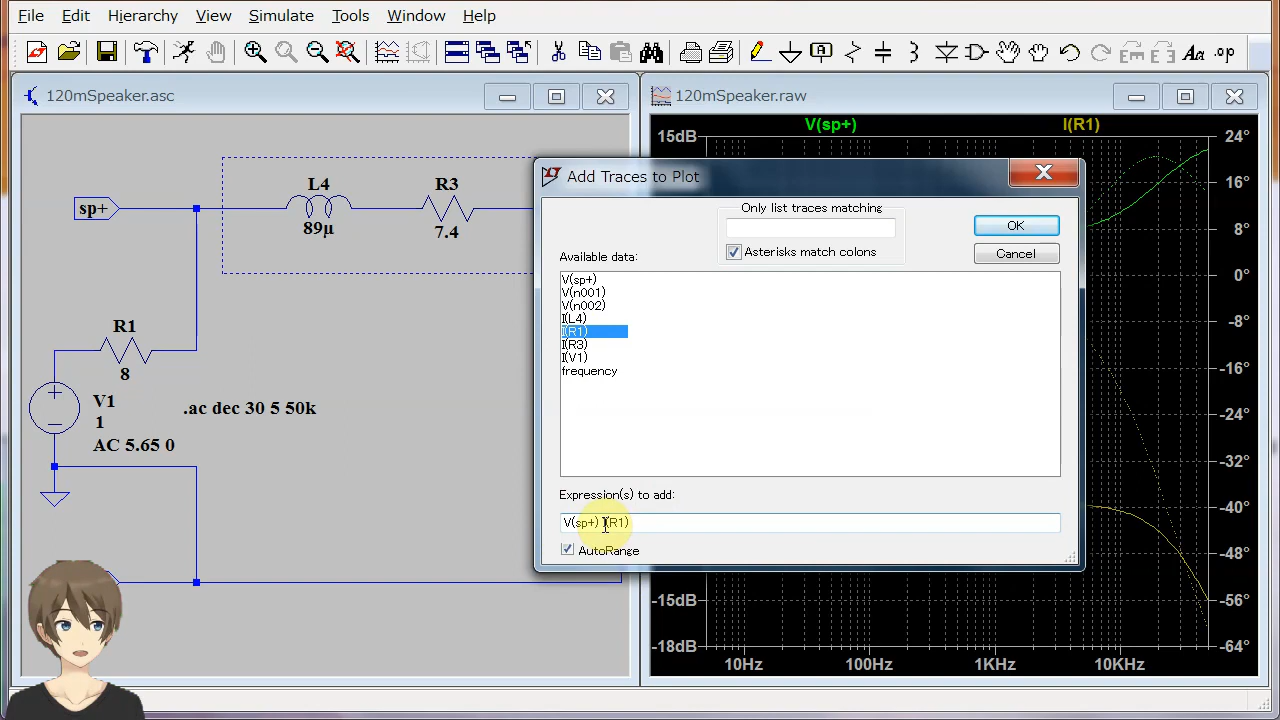 File Edit Hierarchy View Simulate Tools Window Help
Aa .op
120mSpeaker.asc
120mSpeaker.raw
V(sp+) I(R1)
15dB 24°
Add Traces to Plot
Only list traces matching
OK
Asterisks match colons
Cancel
Available data:
V(sp+)
V(n001)
V(n002)
I(L4)
I(R1)
I(R3)
I(V1)
frequency
Expression(s) to add:
V(sp+) I(R1)
AutoRange
sp+
L4
89µ
R3
7.4
R1
8
V1
1
AC 5.65 0
.ac dec 30 5 50k
16°
8°
0°
-8°
-16°
-24°
-32°
-40°
-48°
-15dB -56°
-18dB -64°
10Hz 100Hz 1KHz 10KHz